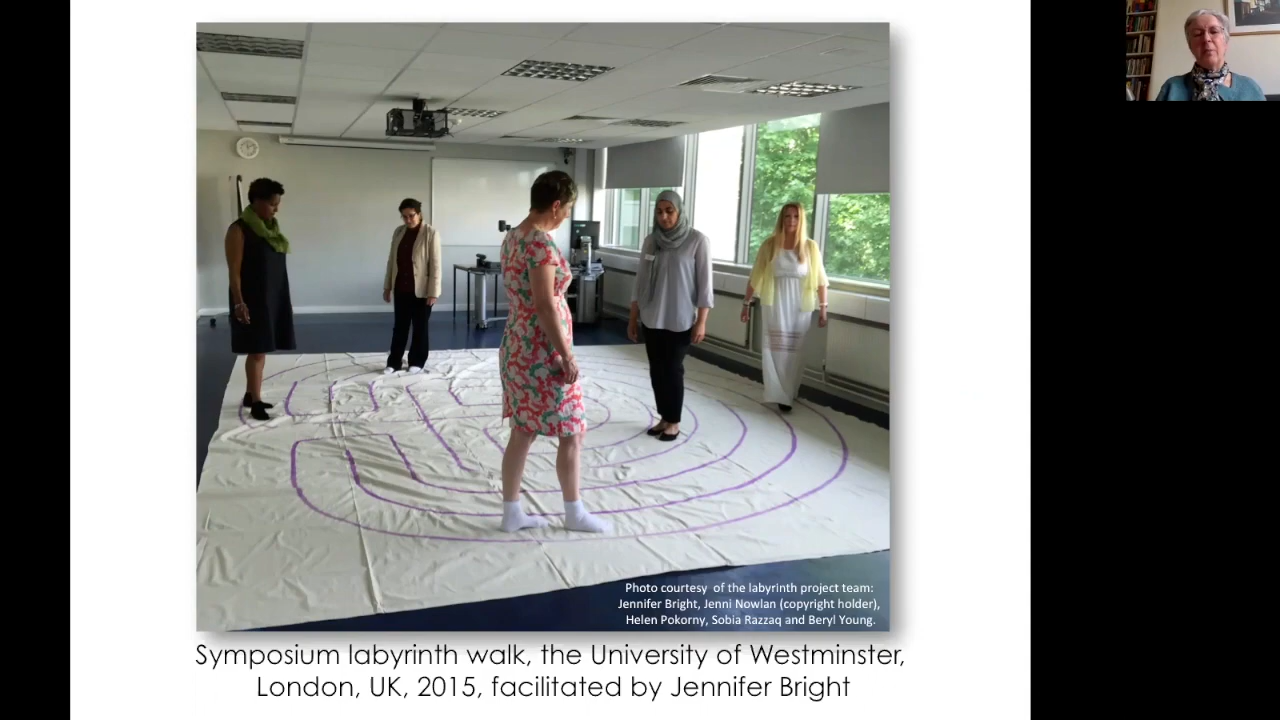 Photo courtesy of the labyrinth project team:
Jennifer Bright, Jenni Nowlan (copyright holder),
Helen Pokorny, Sobia Razzaq and Beryl Young.
Symposium labyrinth walk, the University of Westminster,
London, UK, 2015, facilitated by Jennifer Bright